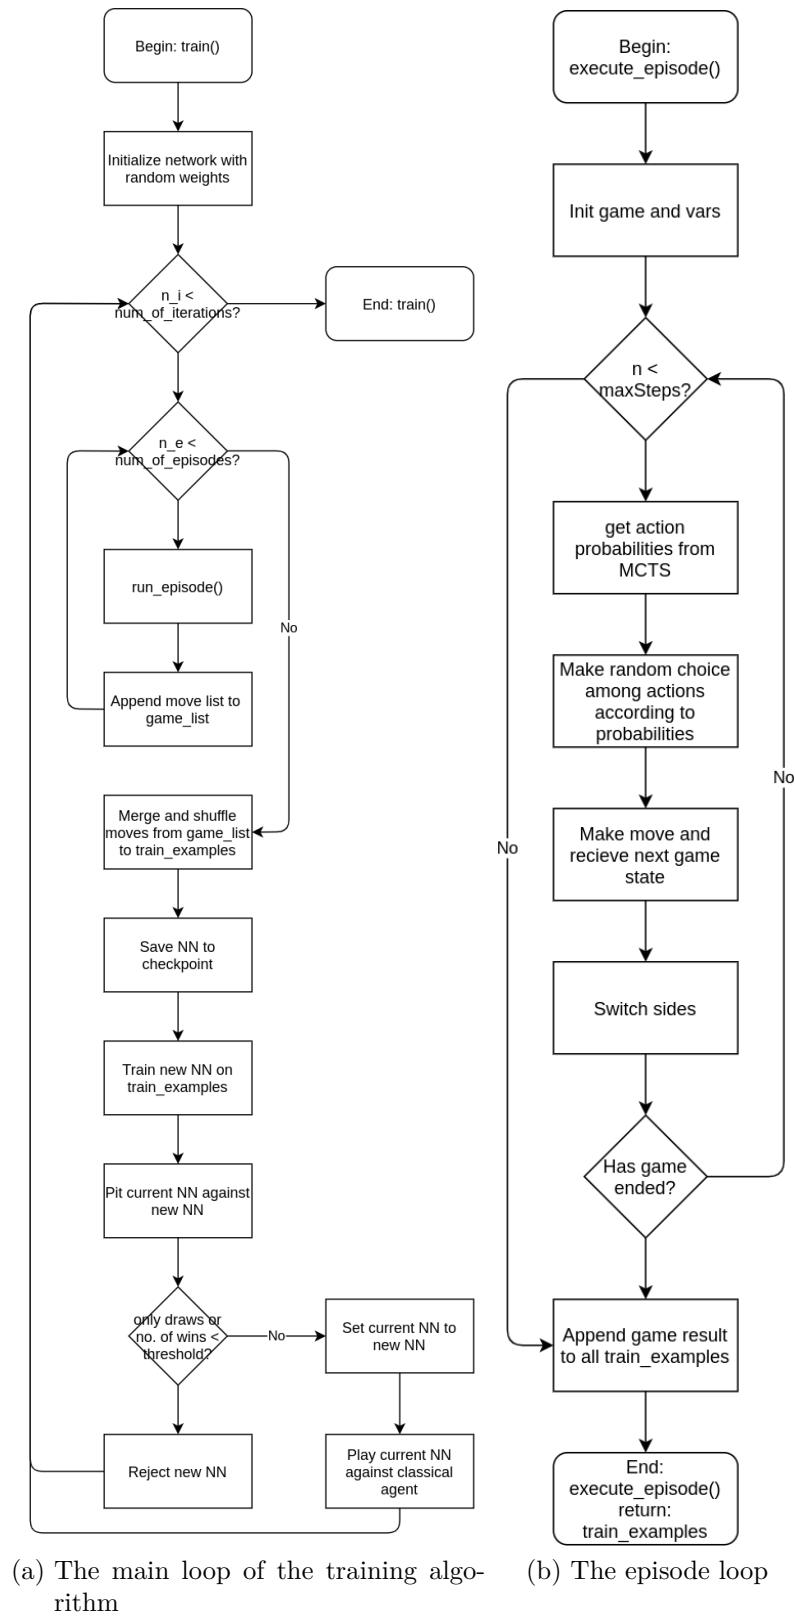 Begin: train()
Initialize network with
random weights
n_i <
num_of_iterations?
End: train()
n_e <
num_of_episodes?
run_episode()
No
Append move list to
game_list
Merge and shuffle
moves from game_list
to train_examples
Save NN to
checkpoint
Train new NN on
train_examples
Pit current NN against
new NN
only draws or
no. of wins <
threshold?
No
Set current NN to
new NN
Reject new NN
Play current NN
against classical
agent
(a) The main loop of the training algo-
rithm
Begin:
execute_episode()
Init game and vars
n <
maxSteps?
get action
probabilities from
MCTS
Make random choice
among actions
according to
probabilities
No
Make move and
recieve next game
state
No
Switch sides
Has game
ended?
Append game result
to all train_examples
End:
execute_episode()
return:
train_examples
(b) The episode loop